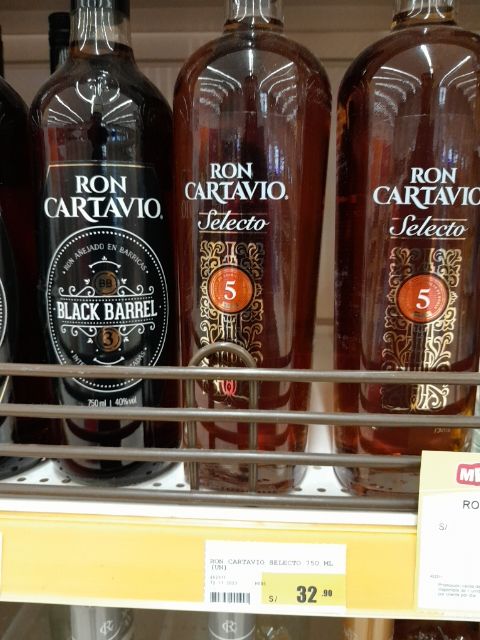 RON
CARTAVIO
RON AÑEJADO EN BARRICAS
BB
BLACK BARREL
3
750 ml | 40%vol
RON
CARTAVIO
Selecto
5
RON
CARTAVIO
Selecto
5
RON CARTAVIO SELECTO 750 ML
(UN)
S/ 32.90
RO
S/